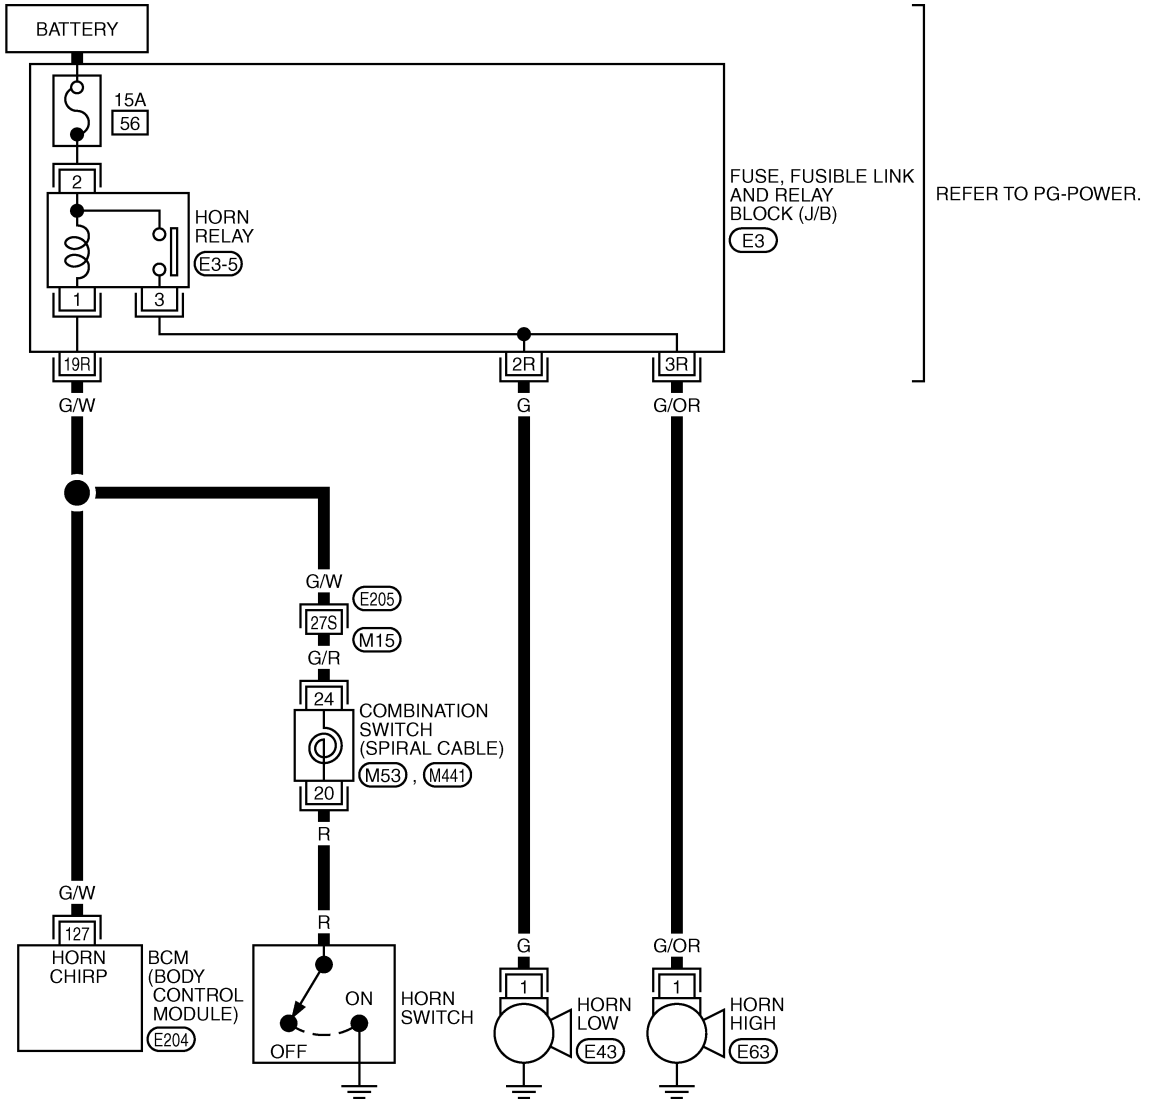 BATTERY
15A
56
2
HORN
RELAY
E3-5
1
3
FUSE, FUSIBLE LINK
AND RELAY
BLOCK (J/B)
E3
REFER TO PG-POWER.
19R
2R
3R
G/W
G
G/OR
G/W
E205
27S
M15
G/R
24
COMBINATION
SWITCH
(SPIRAL CABLE)
M53 , M441
20
R
G/W
R
G
G/OR
127
HORN
CHIRP
BCM
(BODY
CONTROL
MODULE)
E204
ON
OFF
HORN
SWITCH
1
HORN
LOW
E43
1
HORN
HIGH
E63